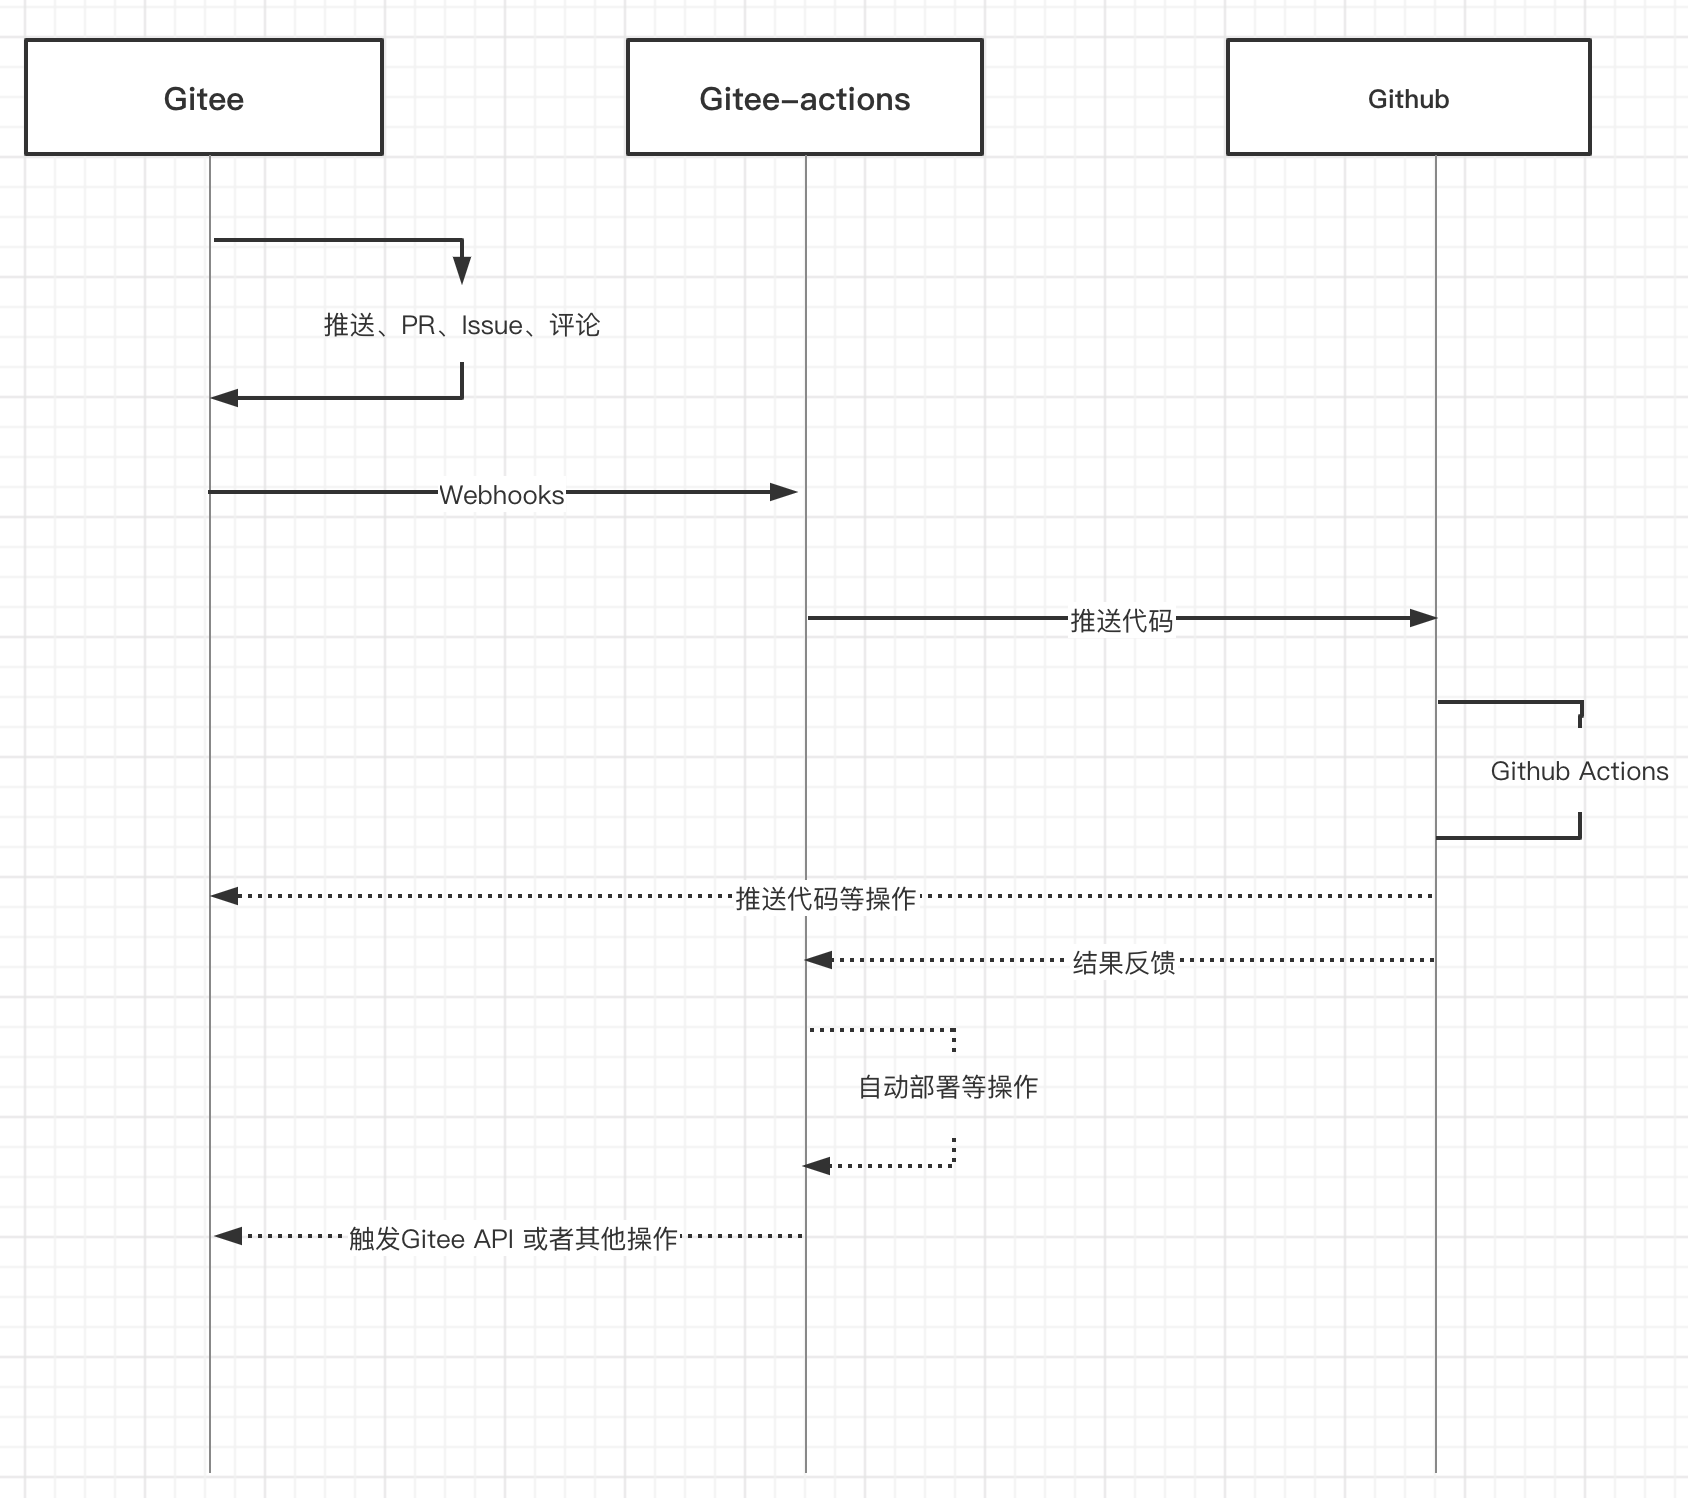 Gitee
Gitee-actions
Github
推送、PR、Issue、评论
Webhooks
推送代码
Github Actions
推送代码等操作
结果反馈
自动部署等操作
触发Gitee API 或者其他操作